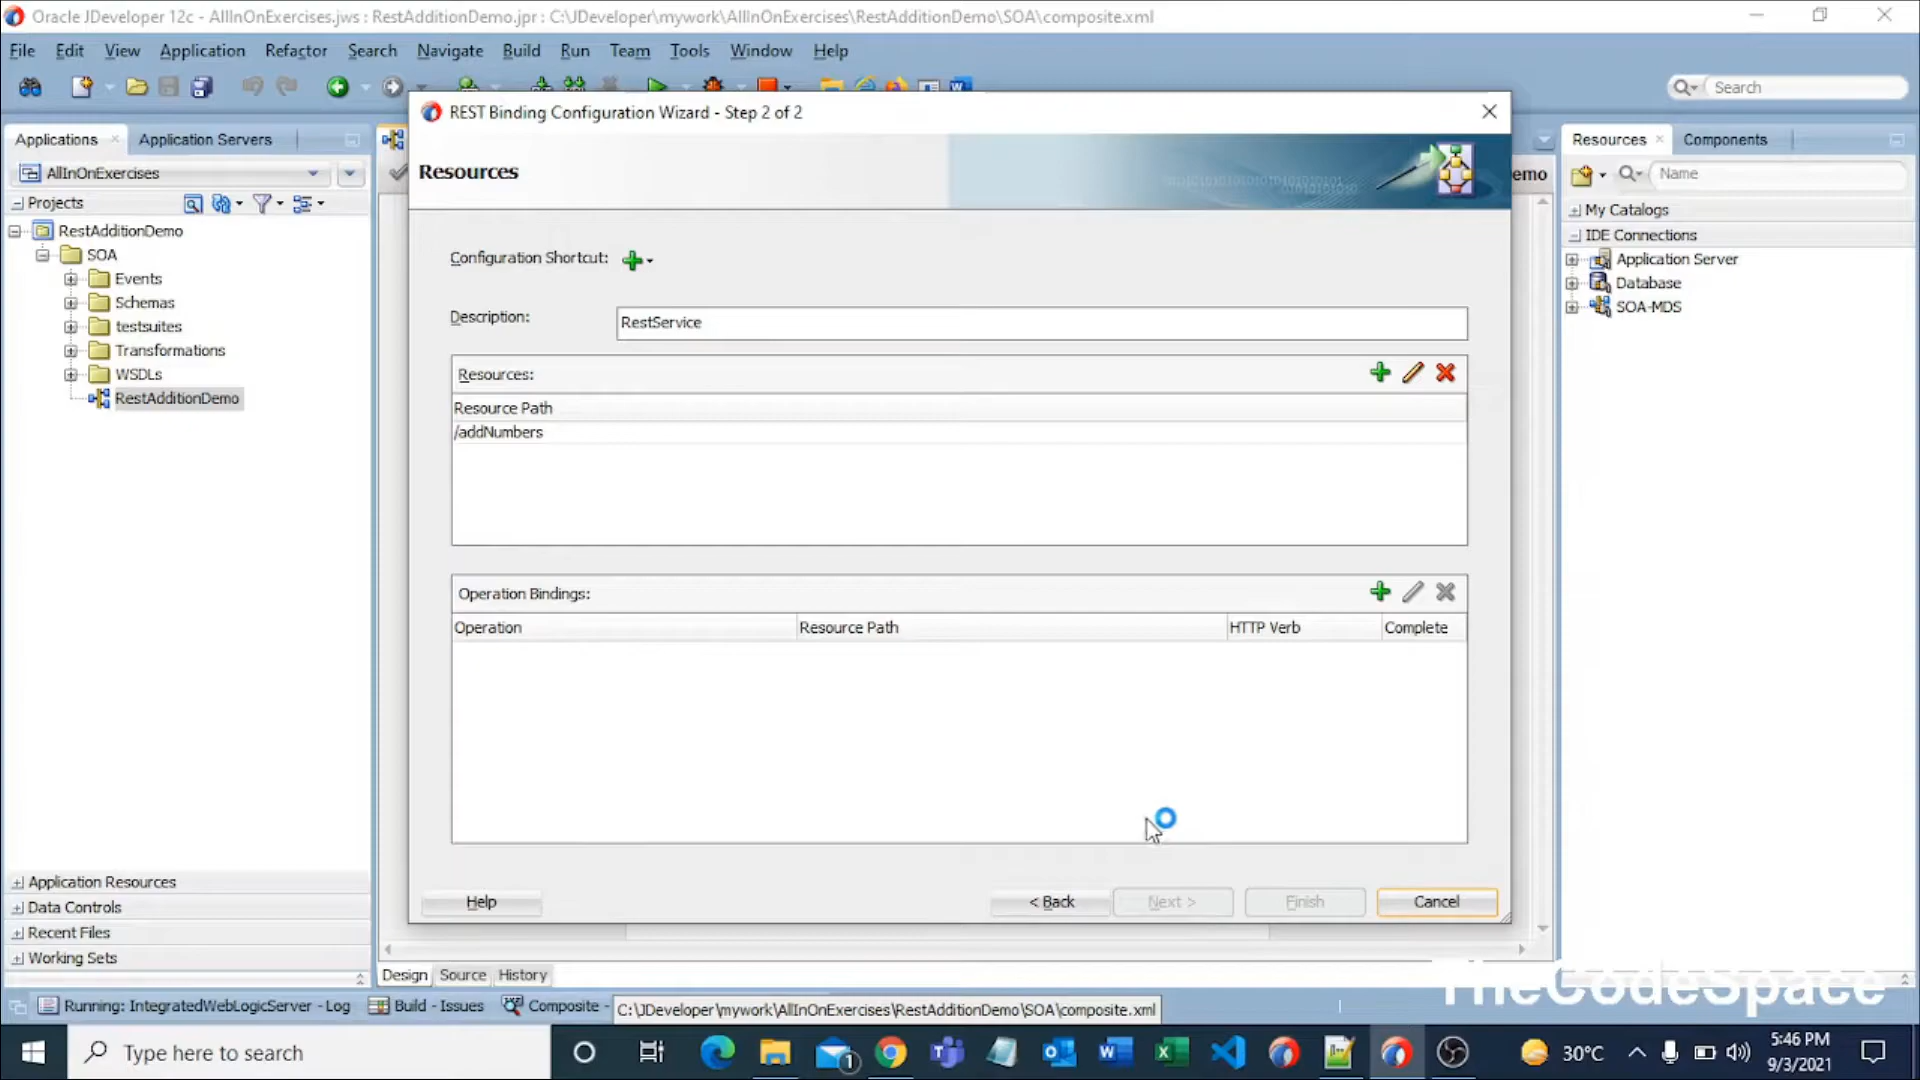 Oracle JDeveloper 12c - AllInOnExercises.jws : RestAdditionDemo.jpr : C:\JDeveloper\mywork\AllInOnExercises\RestAdditionDemo\SOA\composite.xml
File Edit View Application Refactor Search Navigate Build Run Team Tools Window Help
Search
REST Binding Configuration Wizard - Step 2 of 2
Applications Application Servers
Resources Components
AllInOnExercises
Resources
emo
Name
Projects
My Catalogs
RestAdditionDemo
IDE Connections
SOA
Configuration Shortcut:
Application Server
Events
Database
Schemas
Description: RestService
SOA-MDS
testsuites
Transformations
WSDLs
Resources:
RestAdditionDemo
Resource Path
/addNumbers
Operation Bindings:
Operation Resource Path HTTP Verb Complete
Application Resources
Help < Back Next > Finish Cancel
Data Controls
Recent Files
Working Sets
Design Source History
TheCodeSpace
Running: IntegratedWebLogicServer - Log Build - Issues Composite - C:\JDeveloper\mywork\AllInOnExercises\RestAdditionDemo\SOA\composite.xml
Type here to search
1
30°C
5:46 PM
9/3/2021